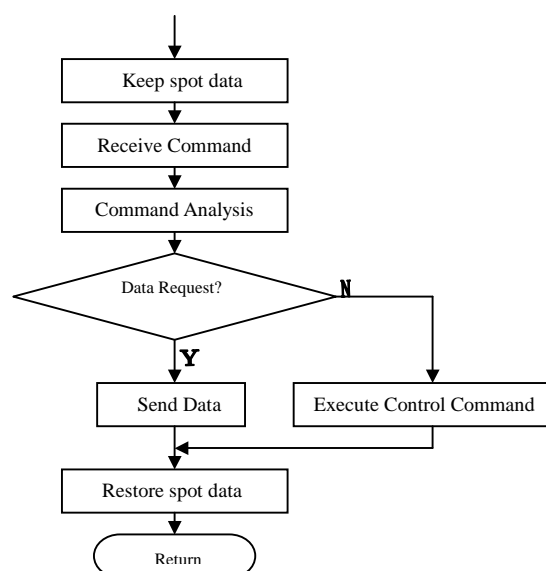 Keep spot data
Receive Command
Command Analysis
Data Request?
N
Y
Send Data
Execute Control Command
Restore spot data
Return